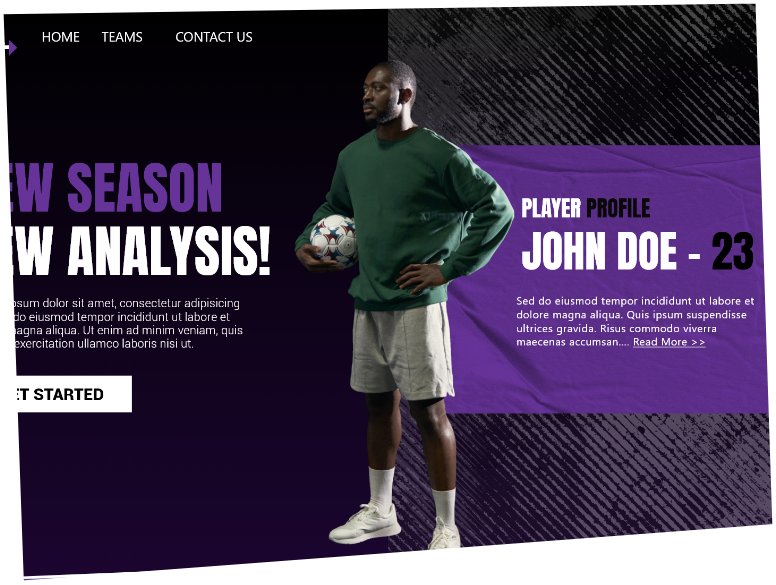 HOME TEAMS CONTACT US
EW SEASON
EW ANALYSIS!
psum dolor sit amet, consectetur adipisicing
do eiusmod tempor incididunt ut labore et
magna aliqua. Ut enim ad minim veniam, quis
exercitation ullamco laboris nisi ut.
ET STARTED
PLAYER PROFILE
JOHN DOE - 23
Sed do eiusmod tempor incididunt ut labore et
dolore magna aliqua. Quis ipsum suspendisse
ultrices gravida. Risus commodo viverra
maecenas accumsan.... Read More >>